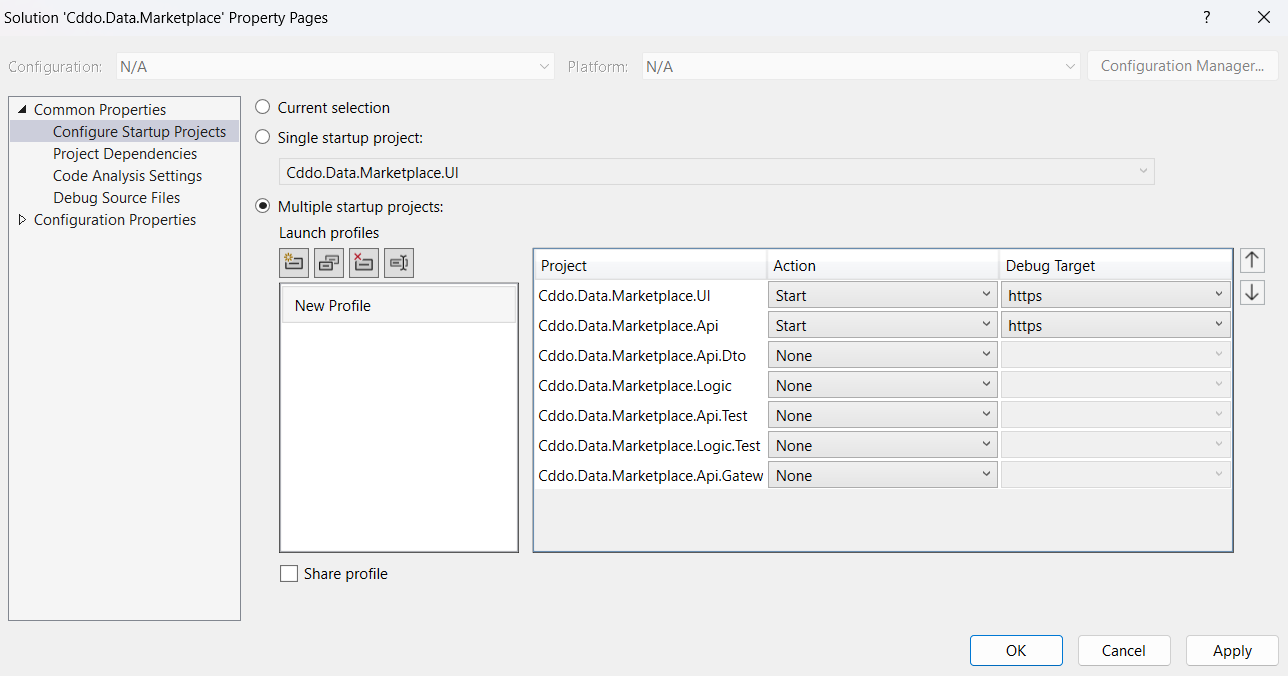 Solution 'Cddo.Data.Marketplace' Property Pages
?
Configuration: N/A Platform: N/A Configuration Manager...
Common Properties
Configure Startup Projects
Project Dependencies
Code Analysis Settings
Debug Source Files
Configuration Properties
Current selection
Single startup project:
Cddo.Data.Marketplace.UI
Multiple startup projects:
Launch profiles
New Profile
Project Action Debug Target
Cddo.Data.Marketplace.UI Start https
Cddo.Data.Marketplace.Api Start https
Cddo.Data.Marketplace.Api.Dto None
Cddo.Data.Marketplace.Logic None
Cddo.Data.Marketplace.Api.Test None
Cddo.Data.Marketplace.Logic.Test None
Cddo.Data.Marketplace.Api.Gatew None
Share profile
OK Cancel Apply